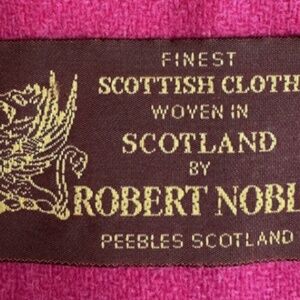 FINEST
SCOTTISH CLOTH
WOVEN IN
SCOTLAND
BY
ROBERT NOBL
PEEBLES SCOTLAND